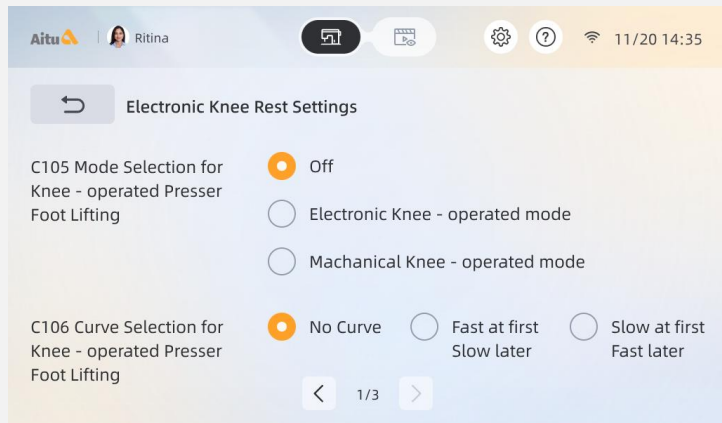 Aitu
Ritina
?
11/20 14:35
Electronic Knee Rest Settings
C105 Mode Selection for
Knee - operated Presser
Foot Lifting
Off
Electronic Knee - operated mode
Machanical Knee - operated mode
C106 Curve Selection for
Knee - operated Presser
Foot Lifting
No Curve
Fast at first
Slow later
Slow at first
Fast later
1/3